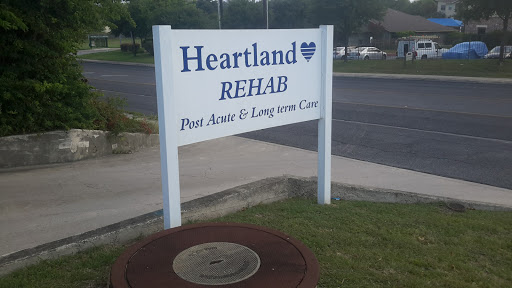 Heartland
REHAB
Post Acute & Long term Care